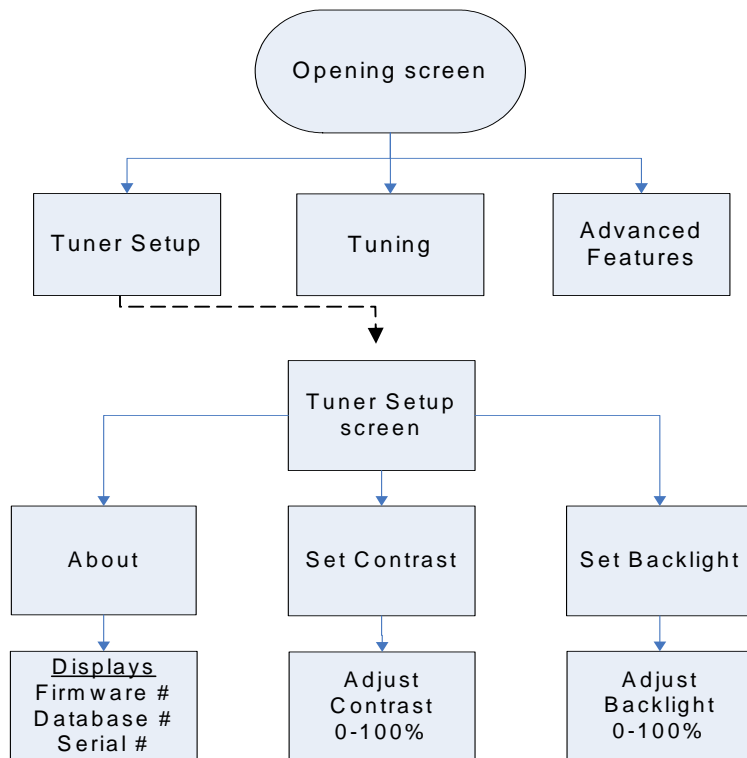 Opening screen
Tuner Setup
Tuning
Advanced
Features
Tuner Setup
screen
About
Set Contrast
Set Backlight
Displays
Firmware #
Database #
Serial #
Adjust
Contrast
0-100%
Adjust
Backlight
0-100%